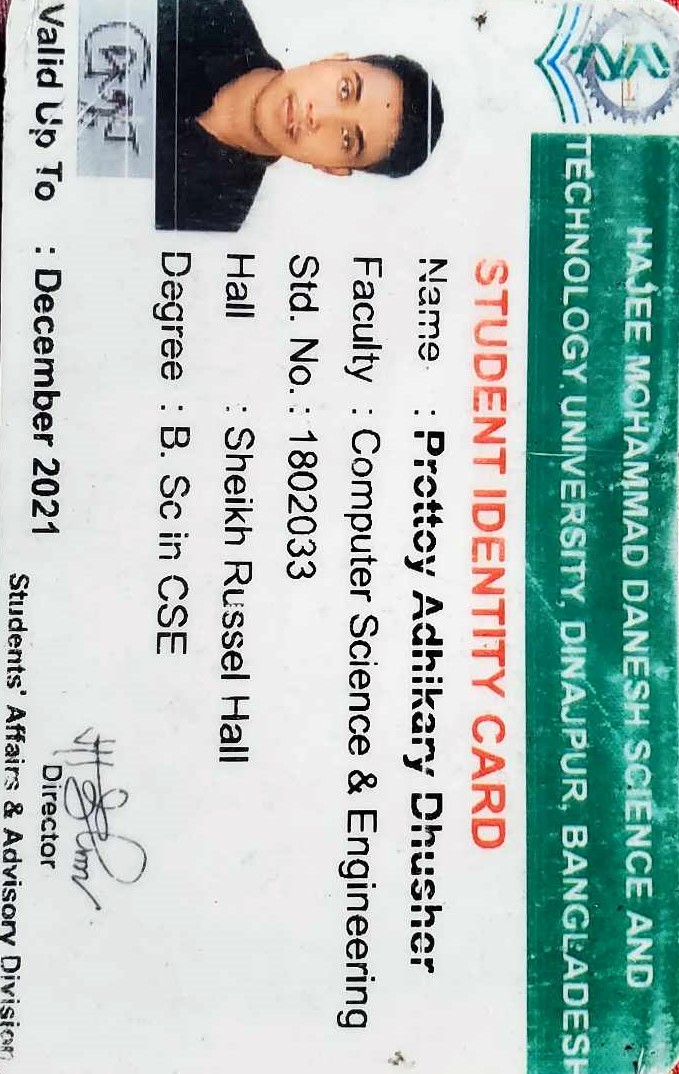 HAJEE MOHAMMAD DANESH SCIENCE AND
TECHNOLOGY UNIVERSITY, DINAJPUR, BANGLADESH
STUDENT IDENTITY CARD
Name : Prottoy Adhikary Dhusher
Faculty : Computer Science & Engineering
Std. No. : 1802033
Hall : Sheikh Russel Hall
Degree : B. Sc in CSE
Valid Up To : December 2021
Director
Students' Affairs & Advisory Division